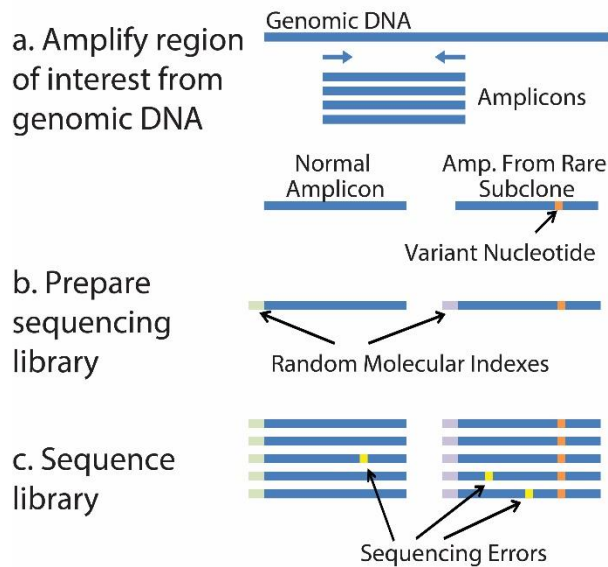 Genomic DNA
a. Amplify region
of interest from
genomic DNA
Amplicons
Normal
Amplicon
Amp. From Rare
Subclone
Variant Nucleotide
b. Prepare
sequencing
library
Random Molecular Indexes
c. Sequence
library
Sequencing Errors